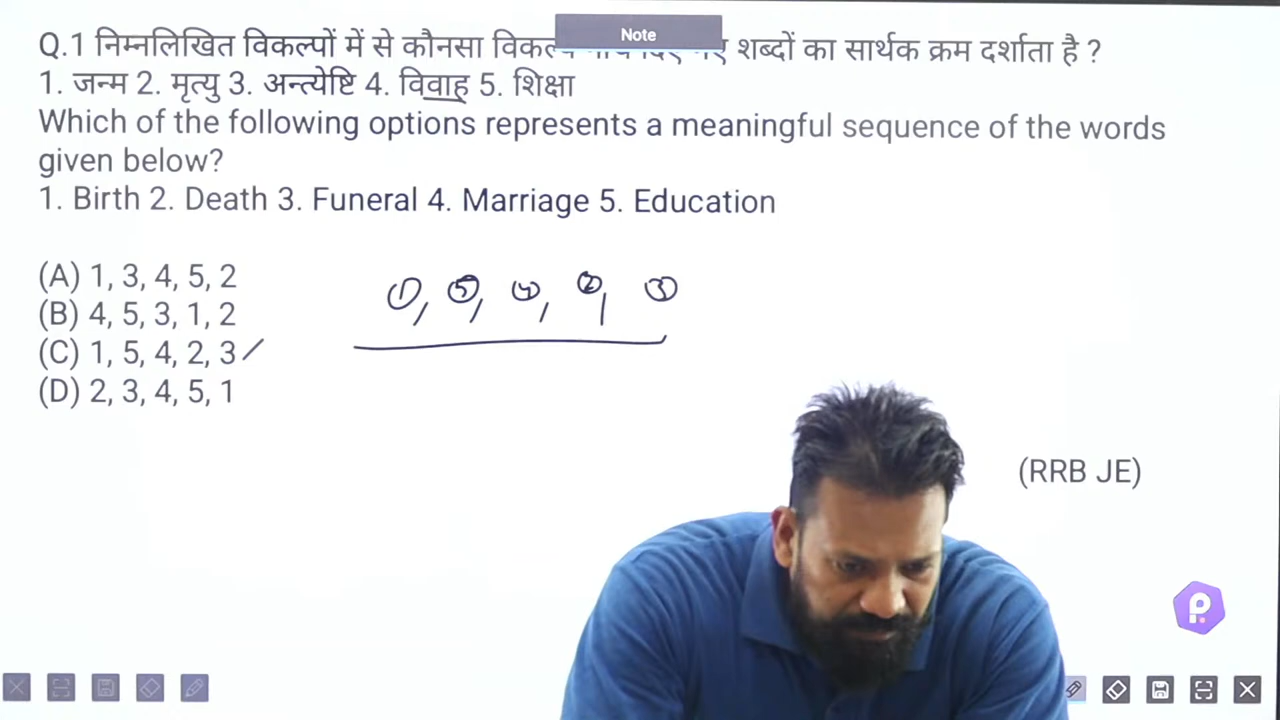 Note
Q.1 निम्नलिखित विकल्पों में से कौनसा शब्दों का सार्थक क्रम दर्शाता है ?
1. जन्म 2. मृत्यु 3. अन्त्येष्टि 4. विवाह 5. शिक्षा
Which of the following options represents a meaningful sequence of the words
given below?
1. Birth 2. Death 3. Funeral 4. Marriage 5. Education
(A) 1, 3, 4, 5, 2
(B) 4, 5, 3, 1, 2
(C) 1, 5, 4, 2, 3
(D) 2, 3, 4, 5, 1
①, ⑤, ④, ②, ③
(RRB JE)